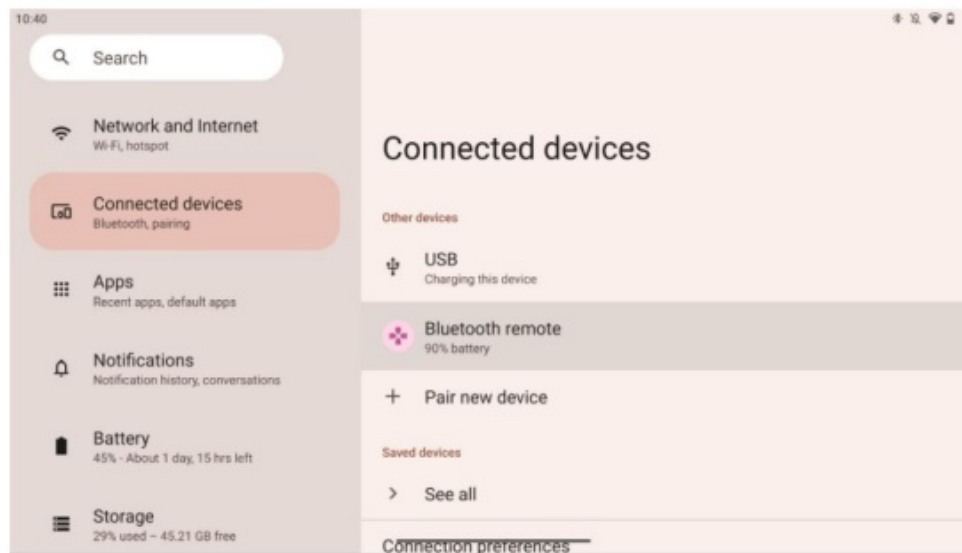 10:40
Search
Network and Internet
Wi-Fi, hotspot
Connected devices
Bluetooth, pairing
Apps
Recent apps, default apps
Notifications
Notification history, conversations
Battery
45% - About 1 day, 15 hrs left
Storage
29% used – 45.21 GB free
Connected devices
Other devices
USB
Charging this device
Bluetooth remote
90% battery
Pair new device
Saved devices
See all
Connection preferences